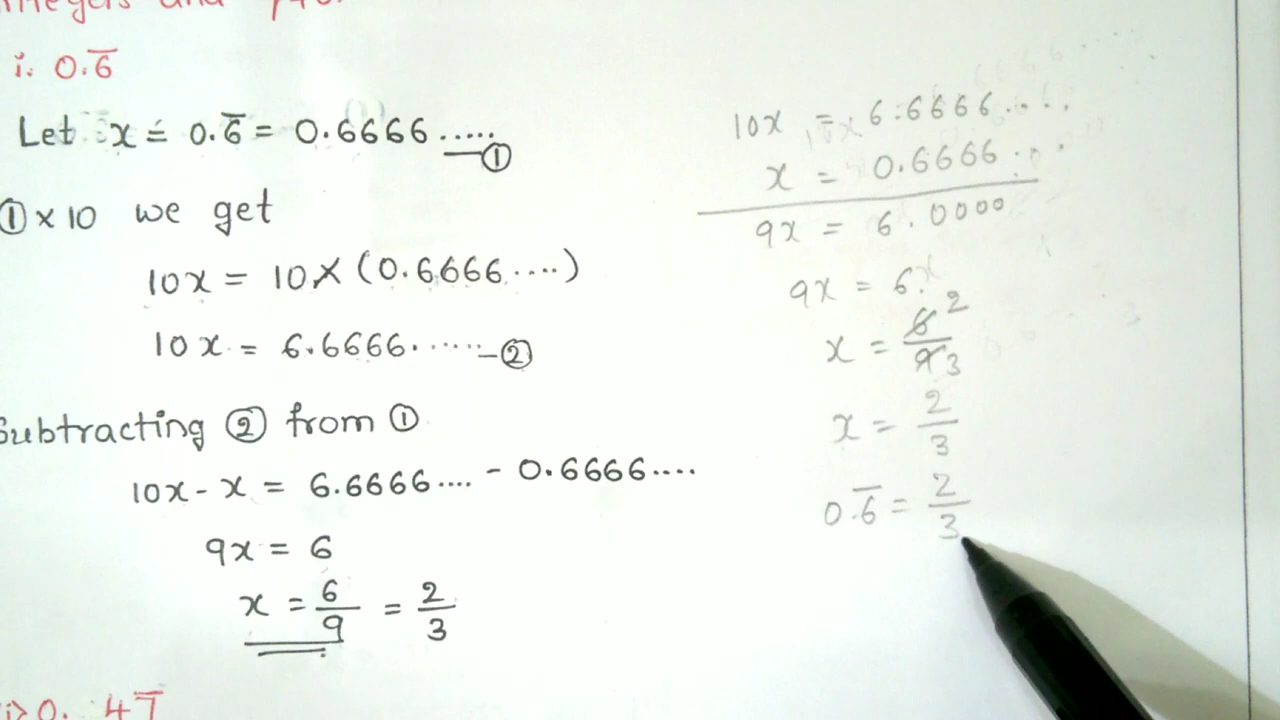 i. 0.6̅
Let x = 0.6̅ = 0.6666..... —①
① × 10 we get
10x = 10 × (0.6666....)
10x = 6.6666....... —②
Subtracting ② from ①
10x - x = 6.6666.... - 0.6666....
9x = 6
x = 6/9 = 2/3
0.47̅
10x = 6.6666....
x = 0.6666....
9x = 6.0000
9x = 6.
x = 6/9 2 3
x = 2/3
0.6̅ = 2/3